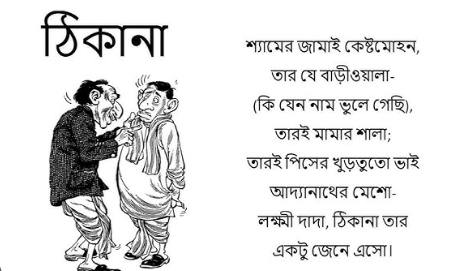 ঠিকানা
শ্যামের জামাই কেষ্টমোহন,
তার যে বাড়ীওয়ালা-
(কি যেন নাম ভুলে গেছি),
তারই মামার শালা;
তারই পিসের খুড়তুতো ভাই
আদ্যানাথের মেশো-
লক্ষ্মী দাদা, ঠিকানা তার
একটু জেনে এসো।